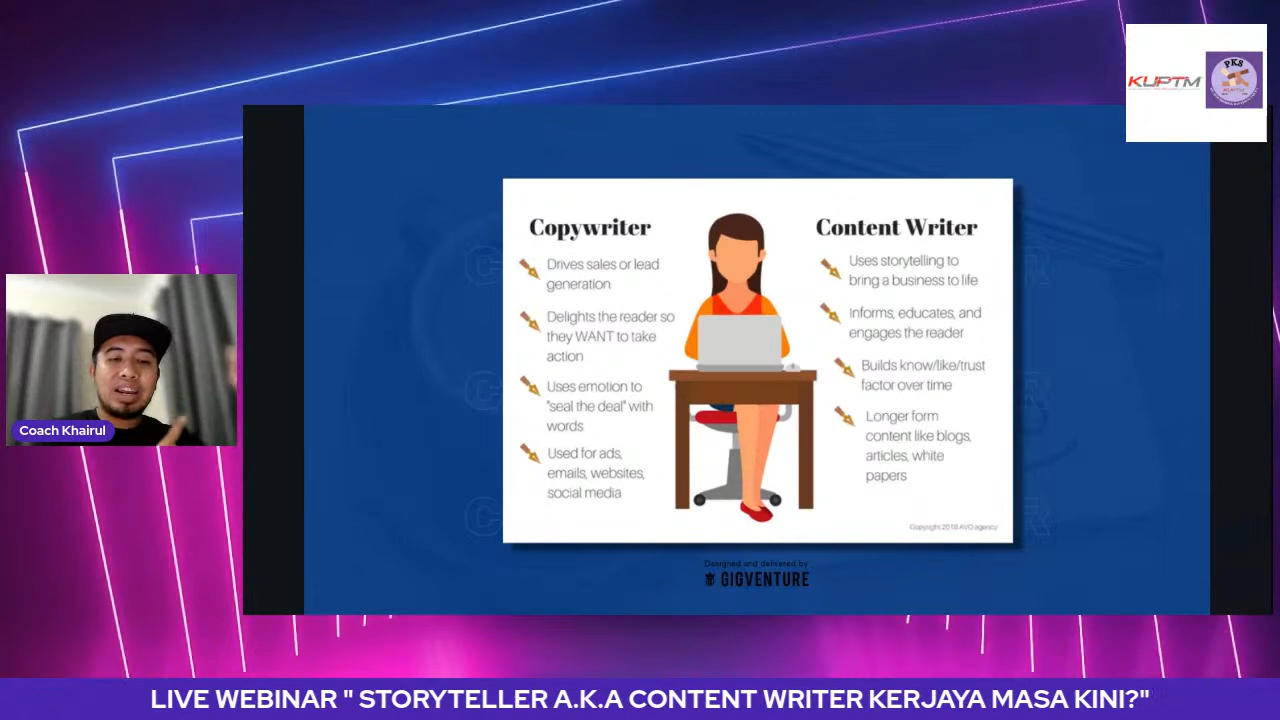 KUPTM
PKS
Copywriter
Drives sales or lead
generation
Delights the reader so
they WANT to take
action
Uses emotion to
"seal the deal" with
words
Used for ads,
emails, websites,
social media
Content Writer
Uses storytelling to
bring a business to life
Informs, educates, and
engages the reader
Builds know/like/trust
factor over time
Longer form
content like blogs,
articles, white
papers
Copyright 2018 AVO agency
Designed and delivered by
GIGVENTURE
Coach Khairul
LIVE WEBINAR " STORYTELLER A.K.A CONTENT WRITER KERJAYA MASA KINI?"